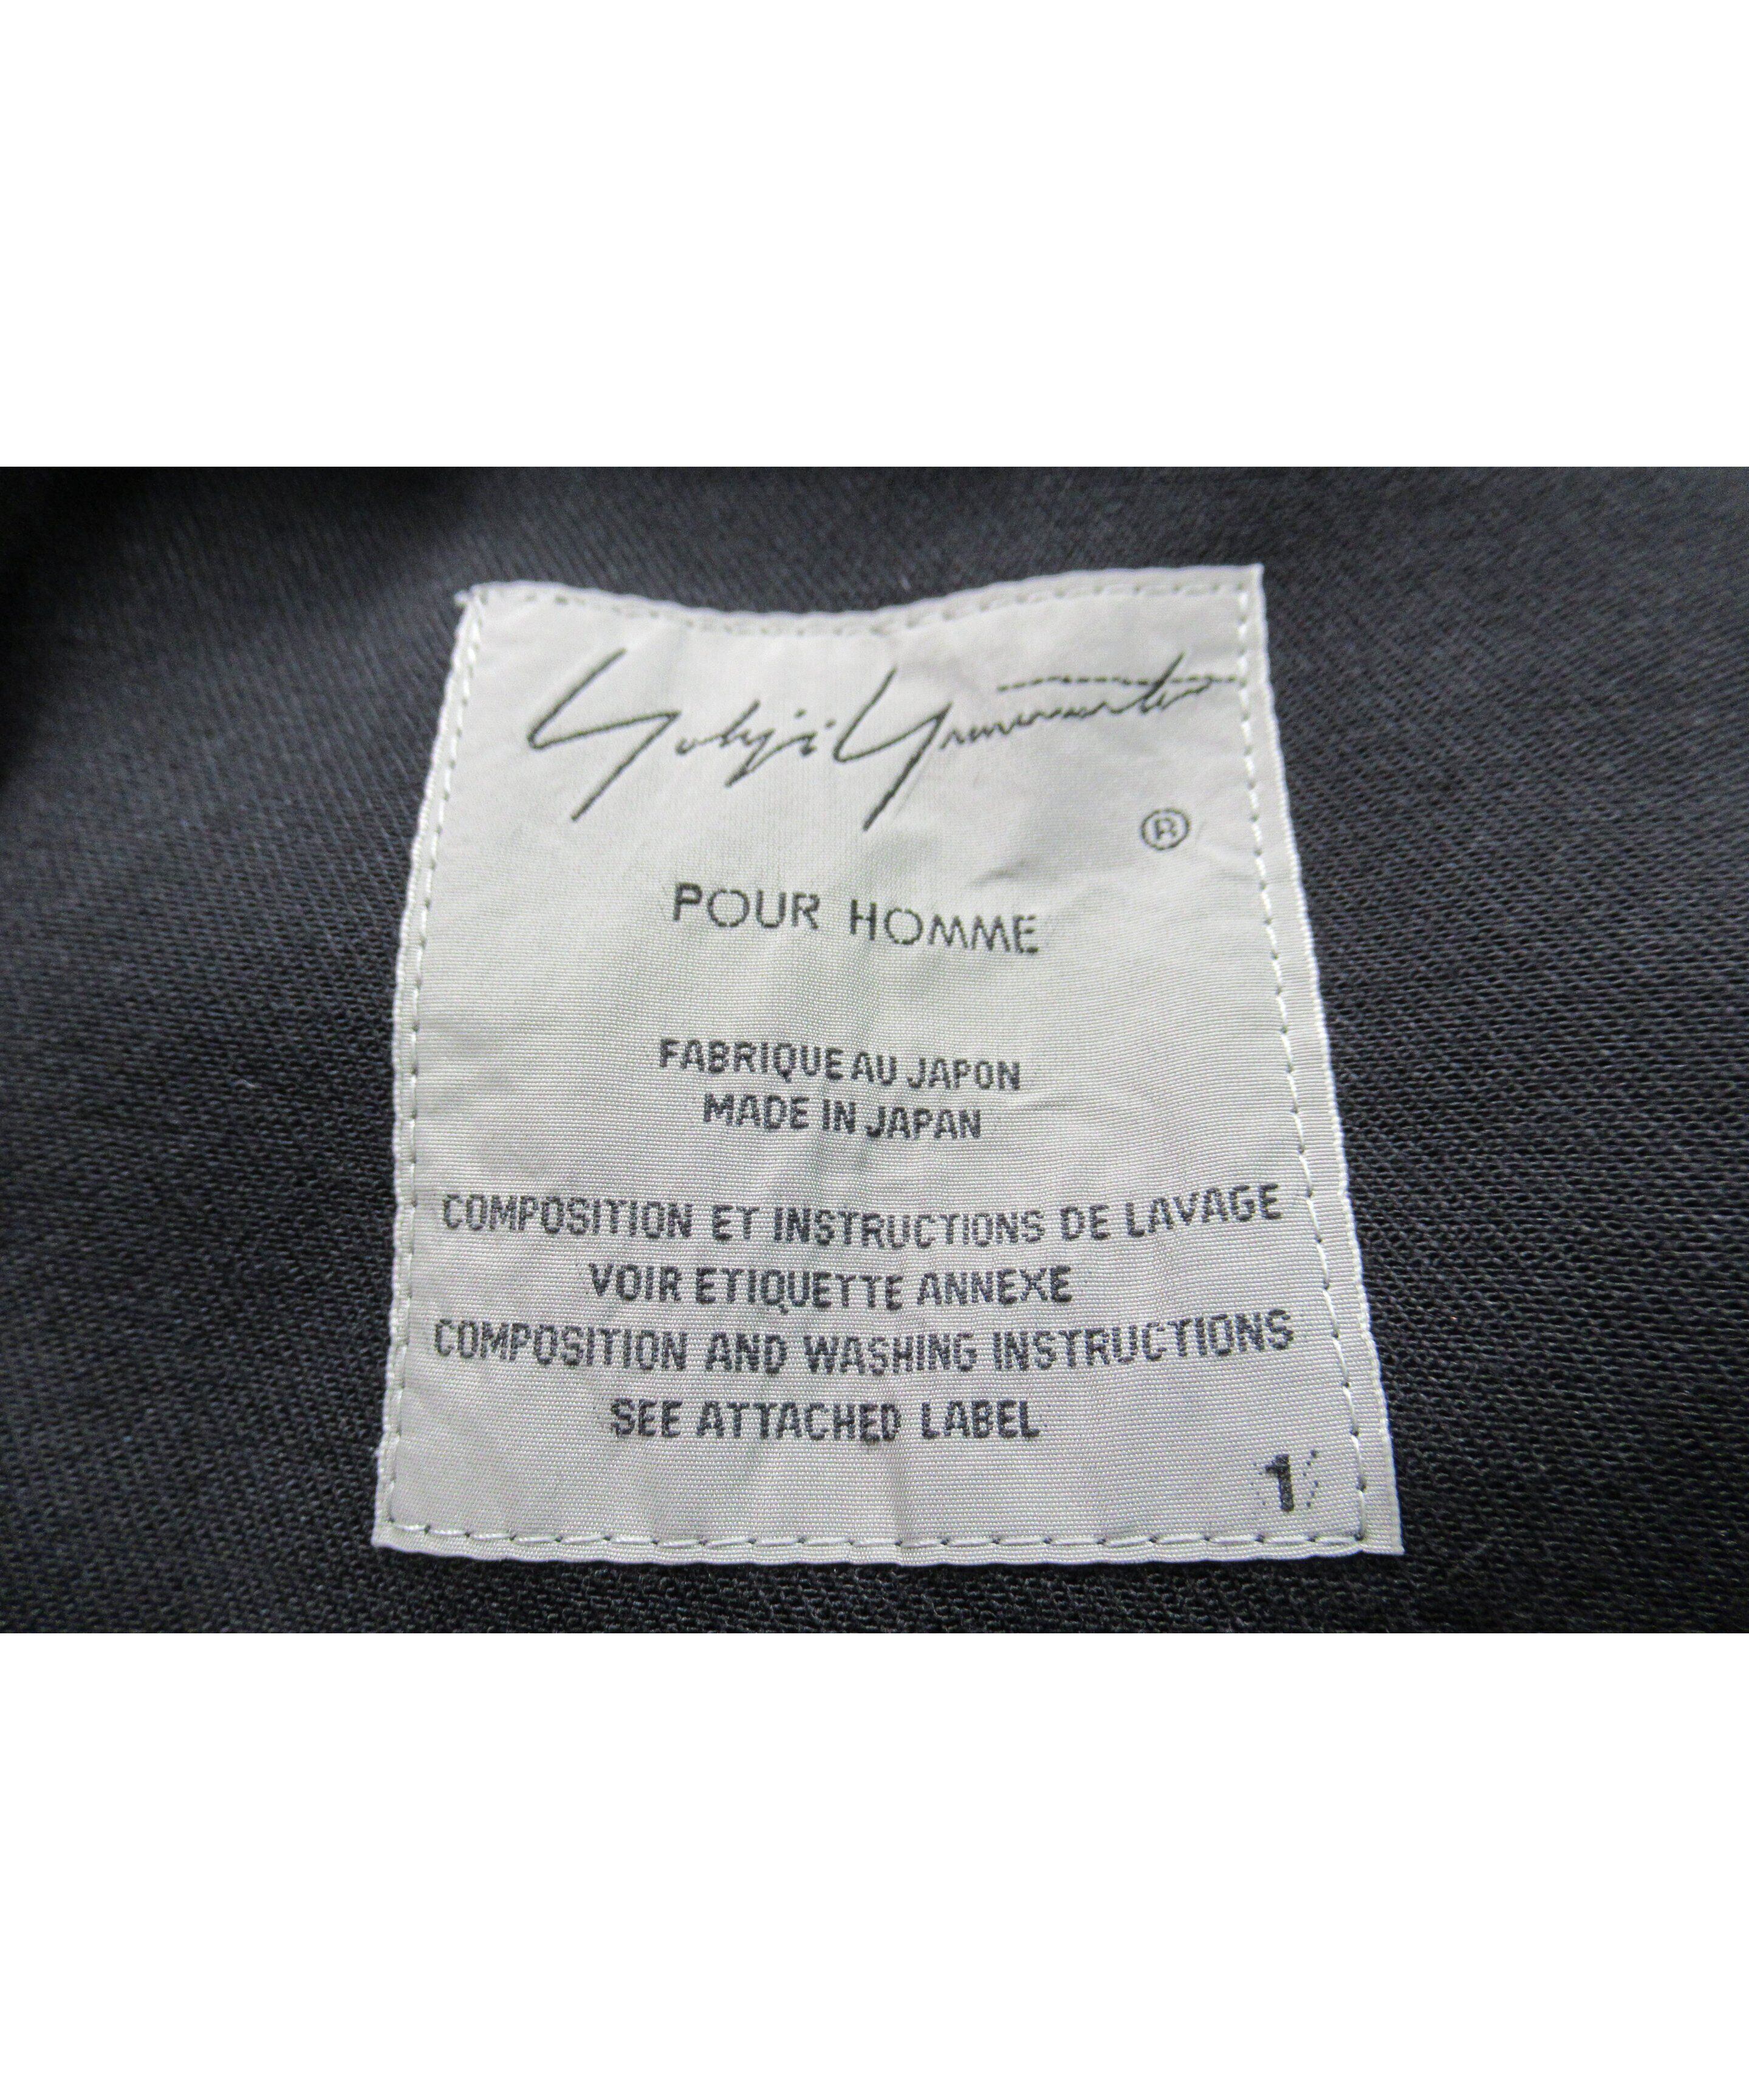 Yohji Yamamoto
®
POUR HOMME
FABRIQUE AU JAPON
MADE IN JAPAN
COMPOSITION ET INSTRUCTIONS DE LAVAGE
VOIR ETIQUETTE ANNEXE
COMPOSITION AND WASHING INSTRUCTIONS
SEE ATTACHED LABEL
1